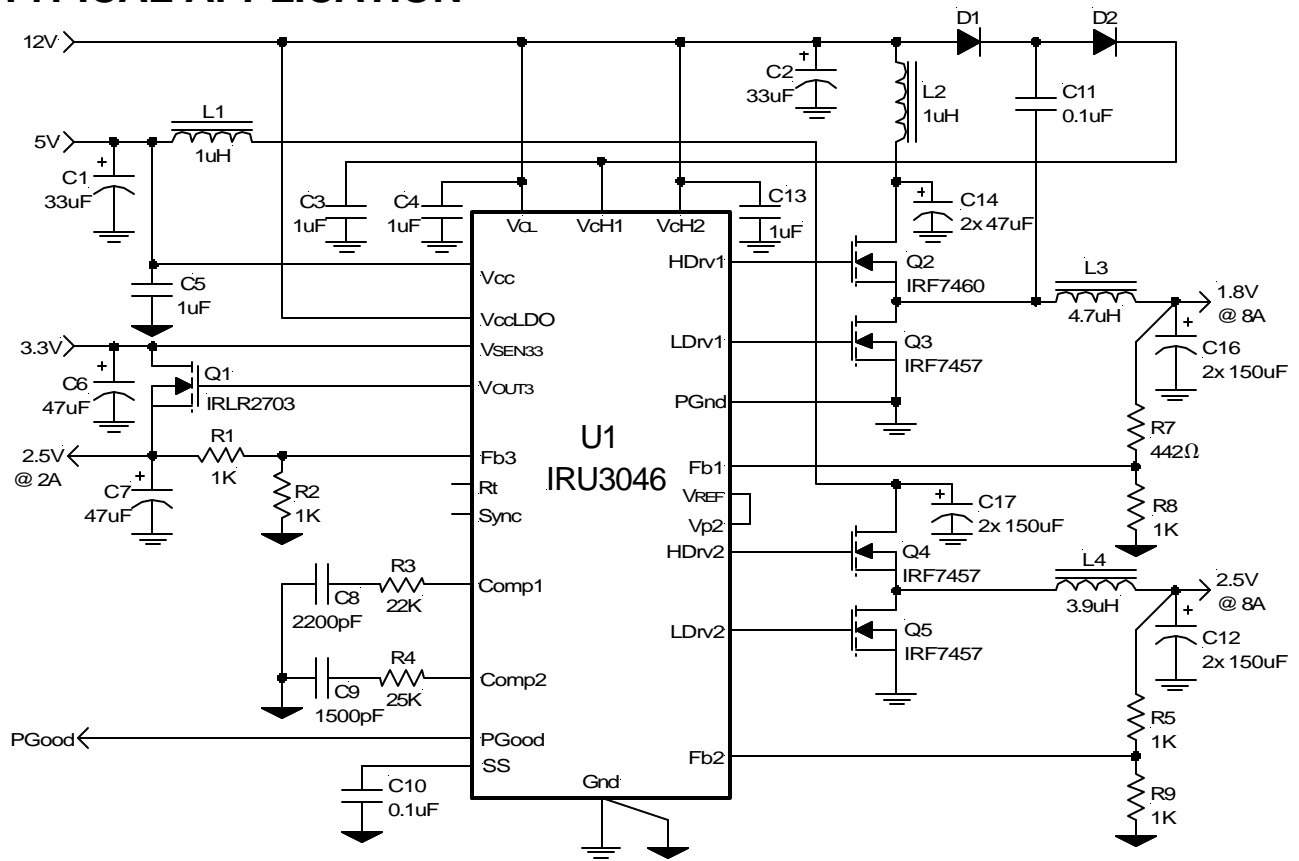 TYPICAL APPLICATION
12V
D1
D2
C2
33uF
L2
1uH
C11
0.1uF
L1
1uH
5V
C1
33uF
C3
1uF
C4
1uF
C13
1uF
C14
2x 47uF
VCL
VcH1
VcH2
C5
1uF
Vcc
HDrv1
Q2
IRF7460
L3
4.7uH
1.8V
@ 8A
VccLDO
3.3V
VSEN33
LDrv1
Q3
IRF7457
C16
2x 150uF
C6
47uF
Q1
IRLR2703
VOUT3
PGnd
R7
442Ω
U1
IRU3046
2.5V
@ 2A
R1
1K
Fb3
Fb1
C7
47uF
R2
1K
Rt
Sync
VREF
Vp2
C17
2x 150uF
R8
1K
HDrv2
Q4
IRF7457
L4
3.9uH
2.5V
@ 8A
C8
2200pF
R3
22K
Comp1
LDrv2
Q5
IRF7457
C12
2x 150uF
C9
1500pF
R4
25K
Comp2
R5
1K
PGood
PGood
Fb2
SS
C10
0.1uF
Gnd
R9
1K